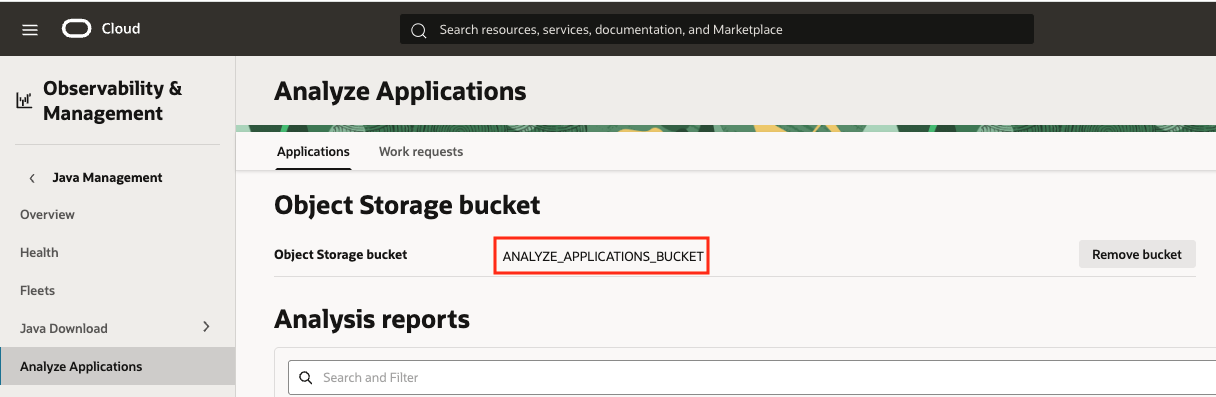 Cloud
Search resources, services, documentation, and Marketplace
Observability &
Management
Java Management
Overview
Health
Fleets
Java Download
Analyze Applications
Analyze Applications
Applications
Work requests
Object Storage bucket
Object Storage bucket
ANALYZE_APPLICATIONS_BUCKET
Remove bucket
Analysis reports
Search and Filter